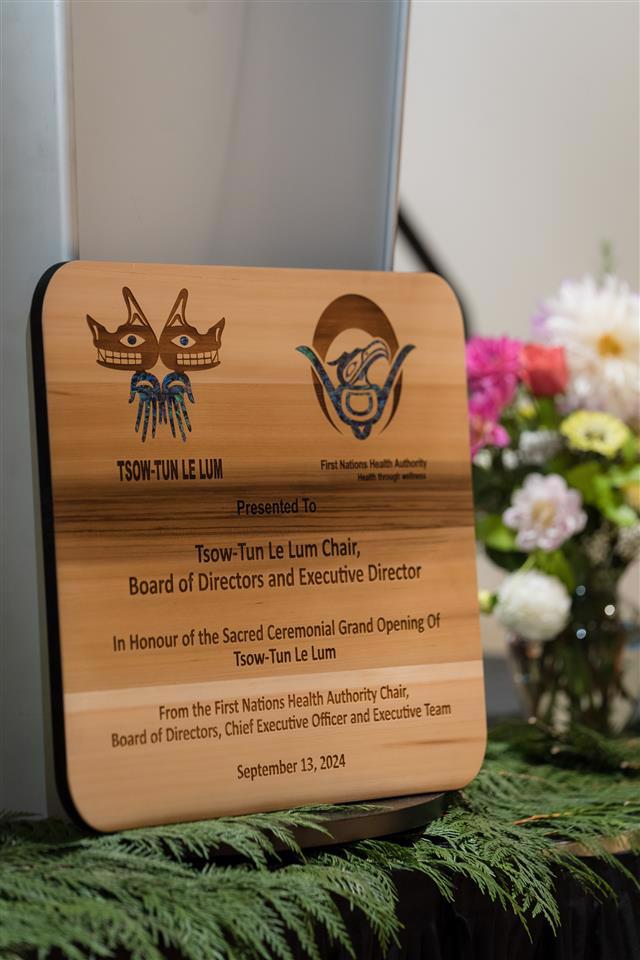 TSOW-TUN LE LUM
First Nations Health Authority
Health through wellness
Presented To
Tsow-Tun Le Lum Chair,
Board of Directors and Executive Director
In Honour of the Sacred Ceremonial Grand Opening Of
Tsow-Tun Le Lum
From the First Nations Health Authority Chair,
Board of Directors, Chief Executive Officer and Executive Team
September 13, 2024